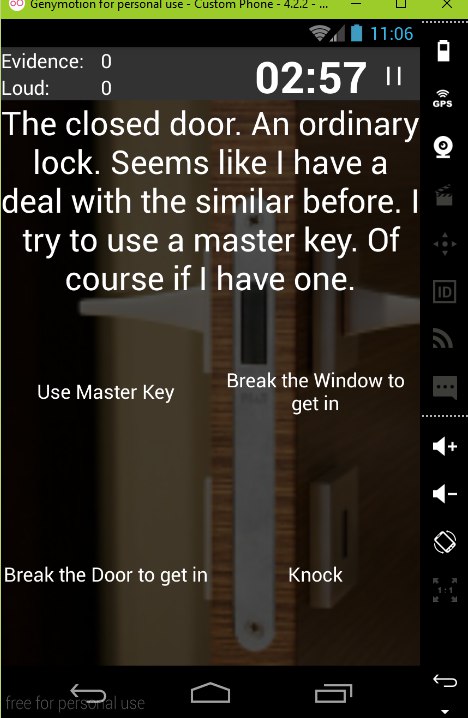 Genymotion for personal use - Custom Phone - 4.2.2 - ...
11:06
Evidence: 0
Loud: 0
02:57
The closed door. An ordinary
lock. Seems like I have a
deal with the similar before. I
try to use a master key. Of
course if I have one.
Use Master Key
Break the Window to
get in
Break the Door to get in
Knock
free for personal use
GPS
ID
1:1